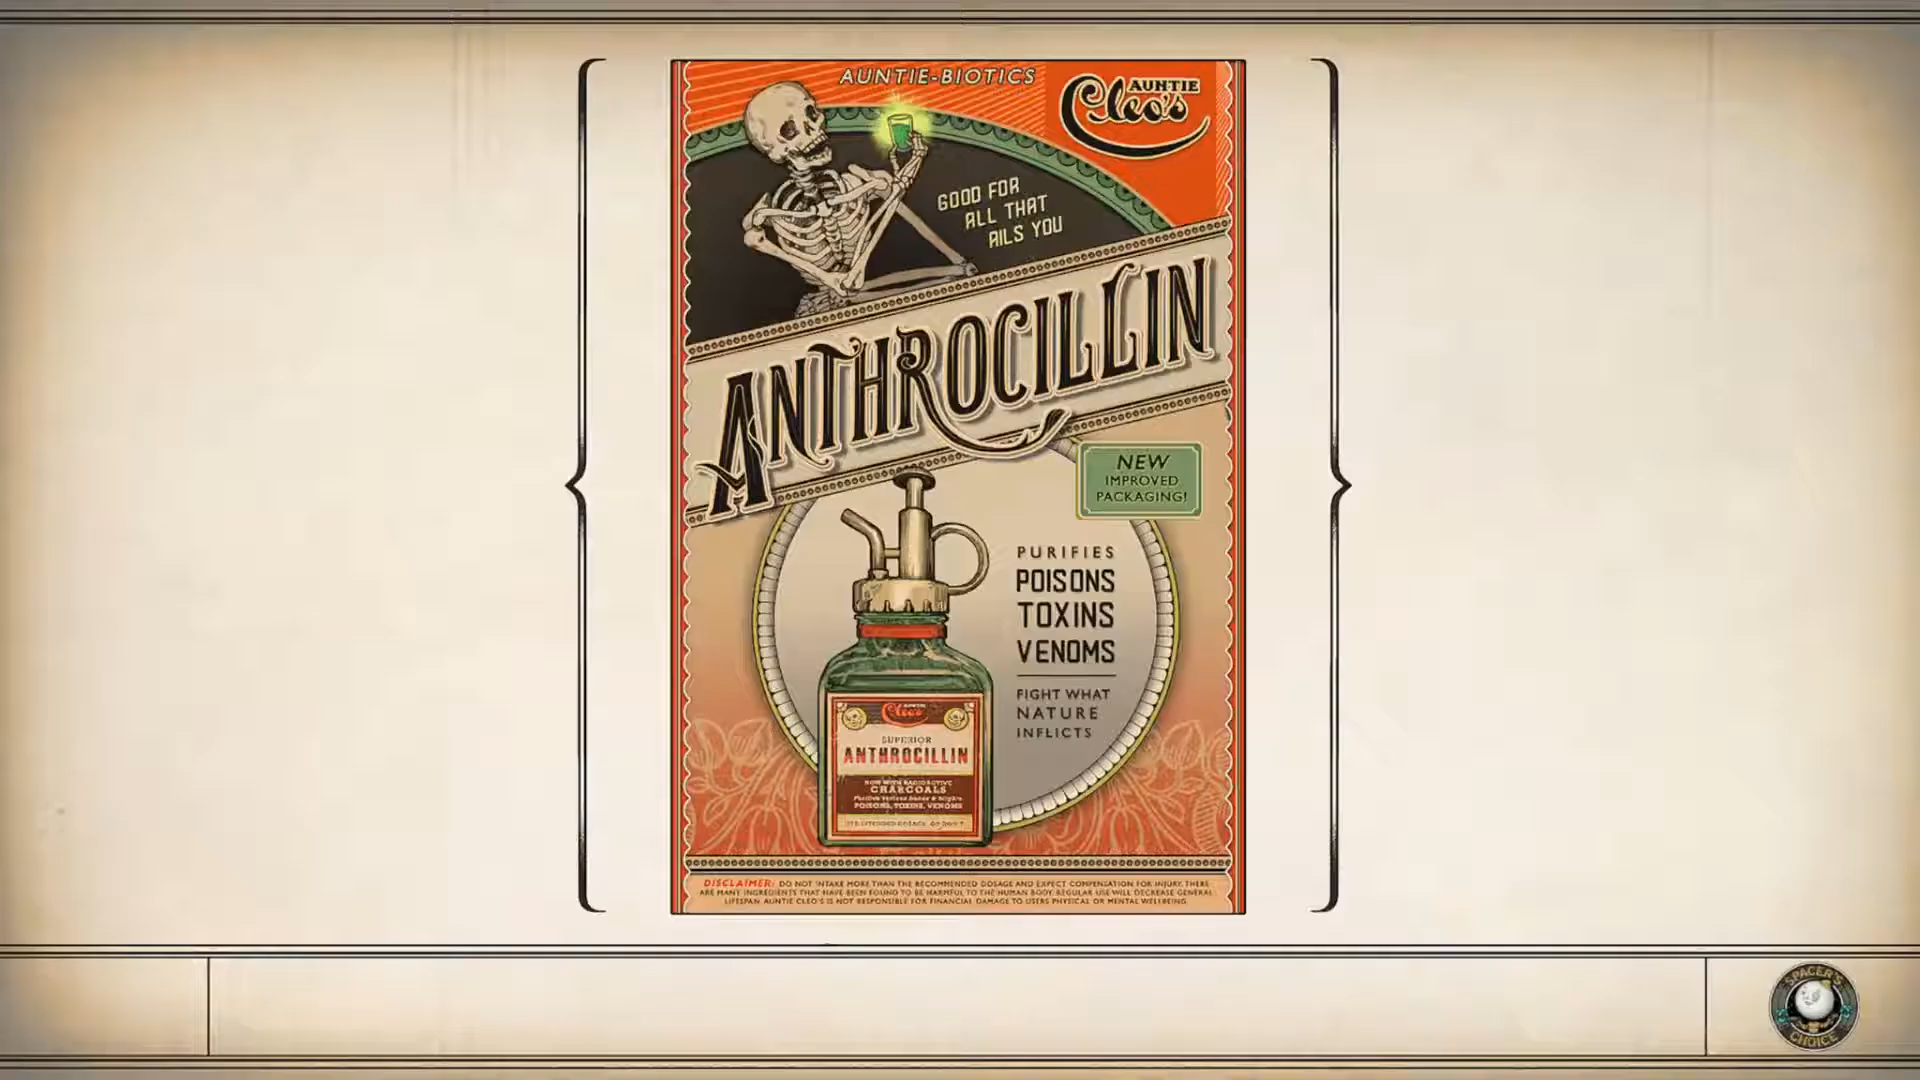 AUNTIE-BIOTICS
AUNTIE
Cleo's
GOOD FOR
ALL THAT
AILS YOU
ANTHROCILLIN
NEW
IMPROVED
PACKAGING!
PURIFIES
POISONS
TOXINS
VENOMS
FIGHT WHAT
NATURE
INFLICTS
AUNTIE
Cleo's
SUPERIOR
ANTHROCILLIN
NOW WITH RADIOACTIVE
CHARCOALS
POISONS, TOXINS, VENOMS
DISCLAIMER: DO NOT INTAKE MORE THAN THE RECOMMENDED DOSAGE AND EXPECT COMPENSATION FOR INJURY. THERE
ARE MANY INGREDIENTS THAT HAVE BEEN FOUND TO BE HARMFUL TO THE HUMAN BODY. REGULAR USE WILL DECREASE GENERAL
LIFESPAN. AUNTIE CLEO'S IS NOT RESPONSIBLE FOR FINANCIAL DAMAGE TO USERS PHYSICAL OR MENTAL WELLBEING.
SPACER'S
CHOICE